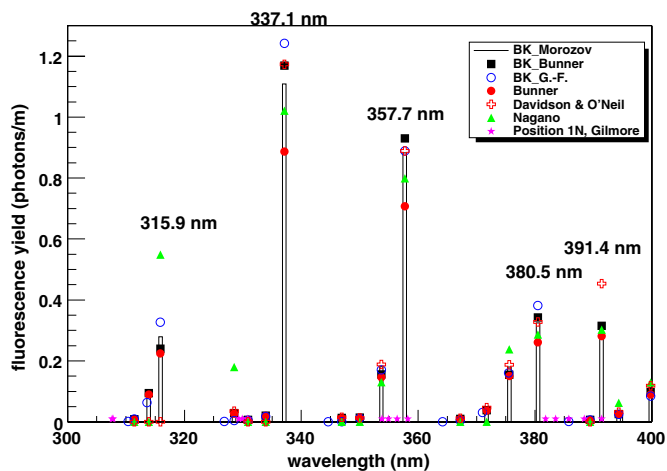 337.1 nm
BK_Morozov
BK_Bunner
BK_G.-F.
Bunner
Davidson & O'Neil
Nagano
Position 1N, Gilmore
357.7 nm
315.9 nm
391.4 nm
380.5 nm
fluorescence yield (photons/m)
1.2
1
0.8
0.6
0.4
0.2
0
300
320
340
360
380
400
wavelength (nm)